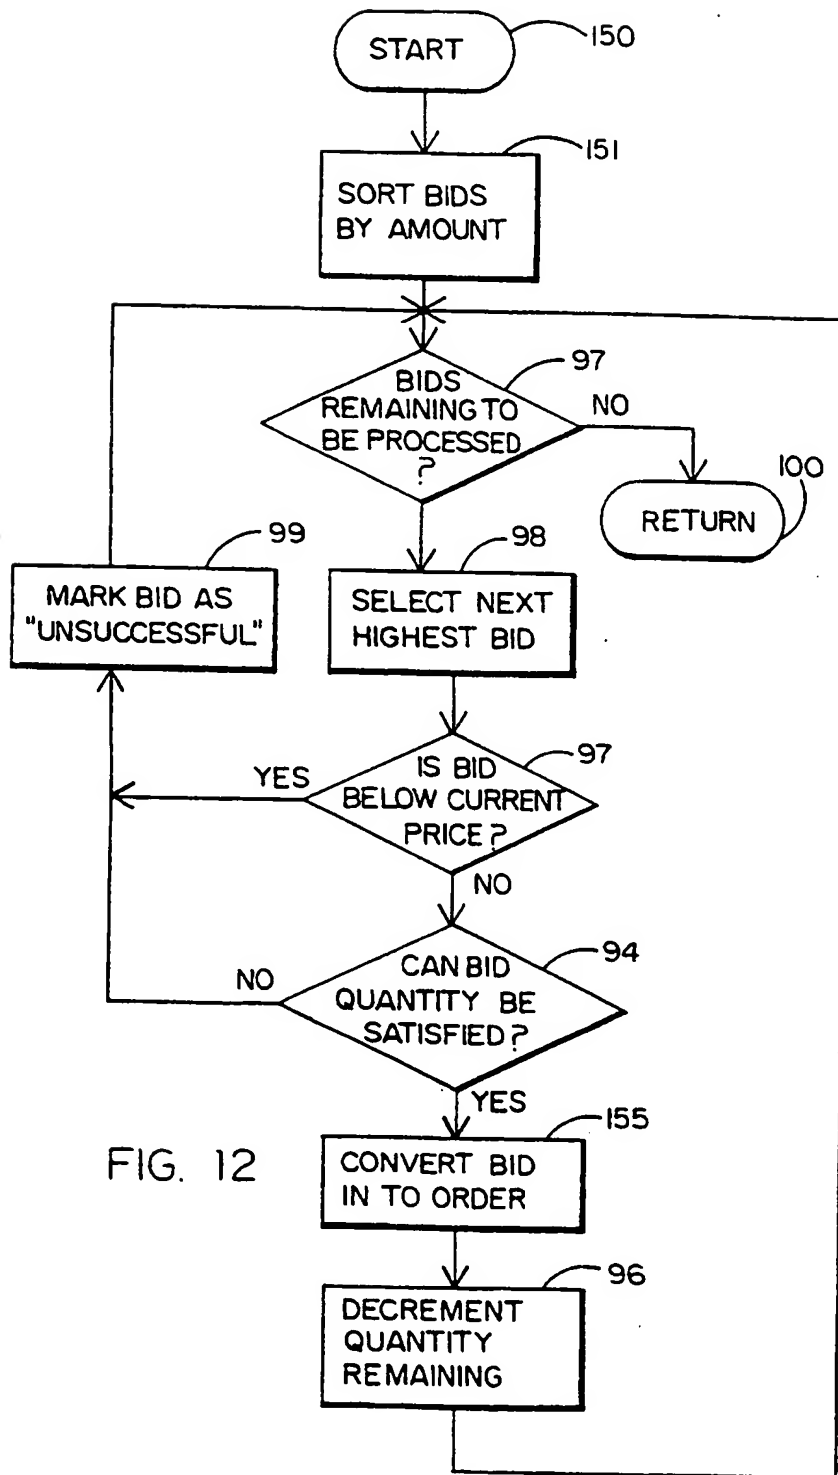 START
150
151
SORT BIDS
BY AMOUNT
97
BIDS
REMAINING TO
BE PROCESSED
?
NO
100
RETURN
99
MARK BID AS
"UNSUCCESSFUL"
98
SELECT NEXT
HIGHEST BID
97
YES
IS BID
BELOW CURRENT
PRICE?
NO
94
NO
CAN BID
QUANTITY BE
SATISFIED?
YES
155
FIG. 12
CONVERT BID
IN TO ORDER
96
DECREMENT
QUANTITY
REMAINING